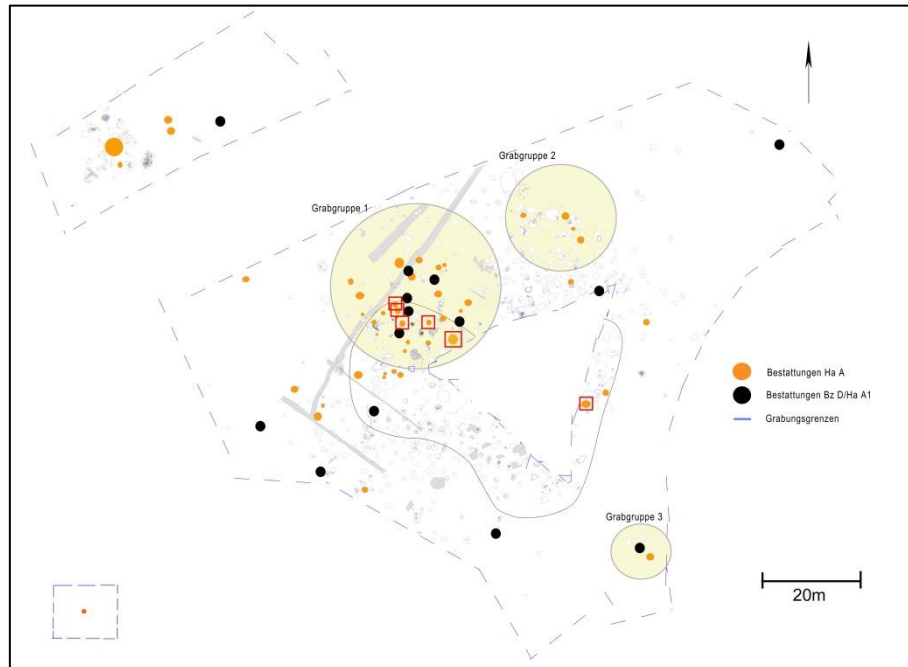 Grabgruppe 2
Grabgruppe 1
Bestattungen Ha A
Bestattungen Bz D/Ha A1
Grabungsgrenzen
Grabgruppe 3
20m